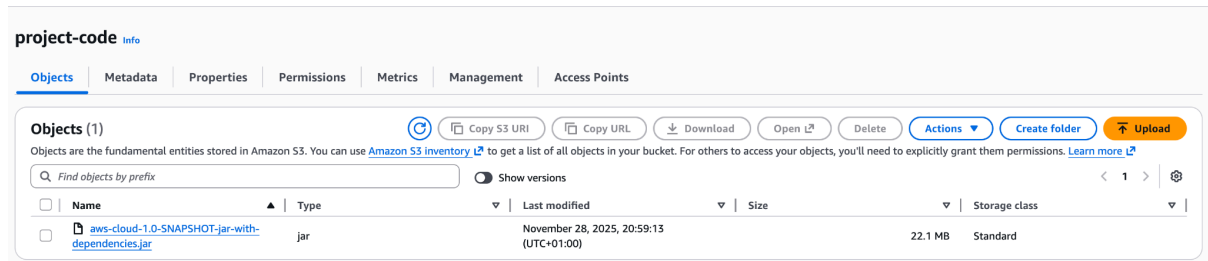 project-code Info
Objects Metadata Properties Permissions Metrics Management Access Points
Objects (1) Copy S3 URI Copy URL Download Open Delete Actions Create folder Upload
Objects are the fundamental entities stored in Amazon S3. You can use Amazon S3 inventory to get a list of all objects in your bucket. For others to access your objects, you'll need to explicitly grant them permissions. Learn more
Find objects by prefix Show versions 1
Name Type Last modified Size Storage class
aws-cloud-1.0-SNAPSHOT-jar-with- November 28, 2025, 20:59:13
jar 22.1 MB Standard
dependencies.jar (UTC+01:00)